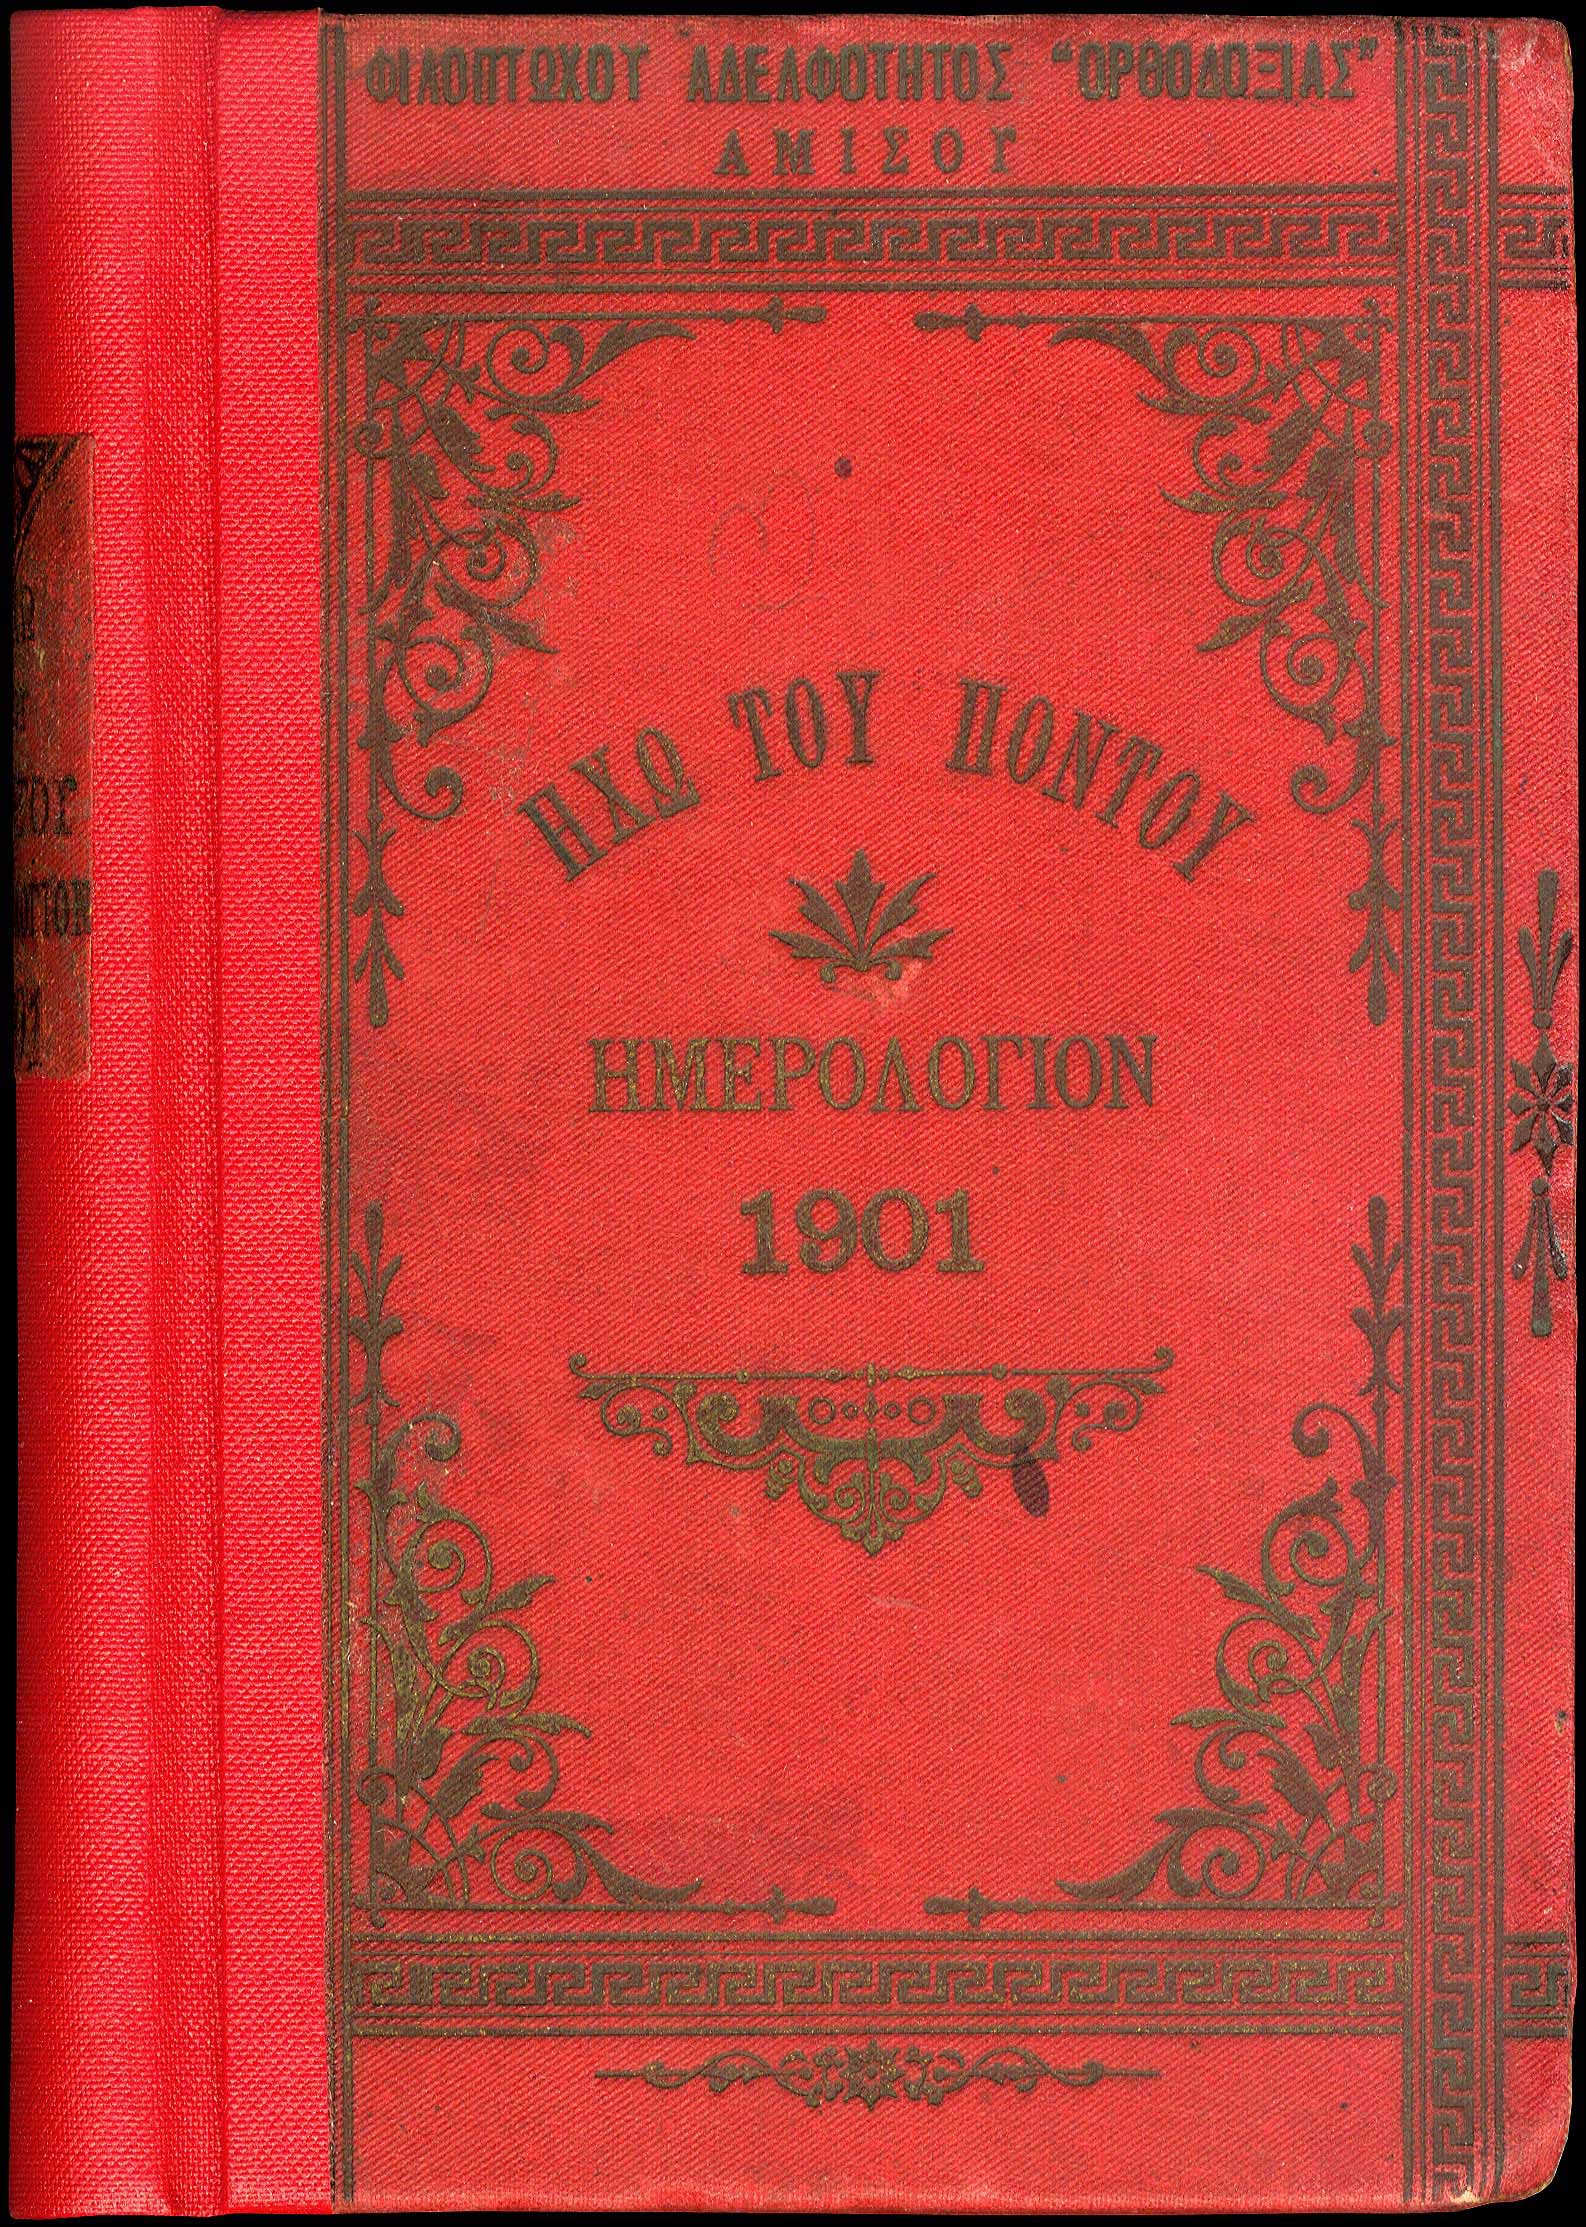 ΦΙΛΟΠΤΩΧΟΥ ΑΔΕΛΦΟΤΗΤΟΣ “ΟΡΘΟΔΟΞΙΑΣ”
ΑΜΙΣΟΥ
ΗΧΩ ΤΟΥ ΠΟΝΤΟΥ
ΗΜΕΡΟΛΟΓΙΟΝ
1901